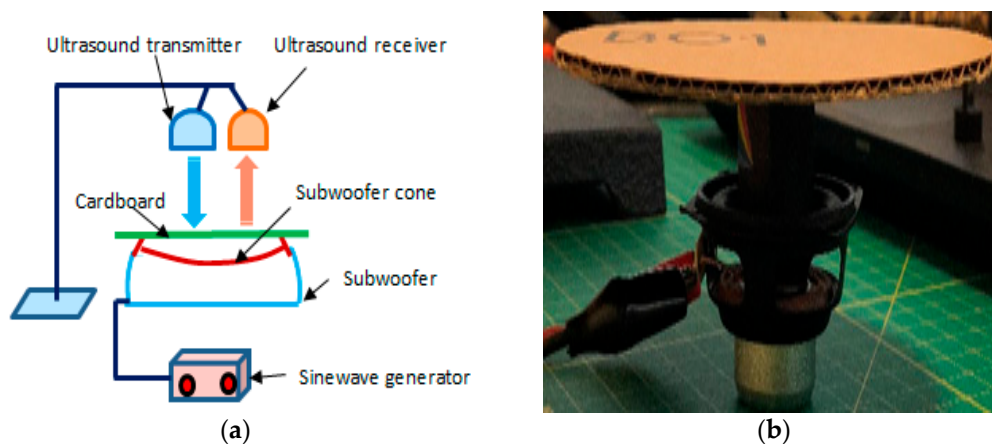 Ultrasound transmitter
Ultrasound receiver
Cardboard
Subwoofer cone
Subwoofer
Sinewave generator
(a)
(b)